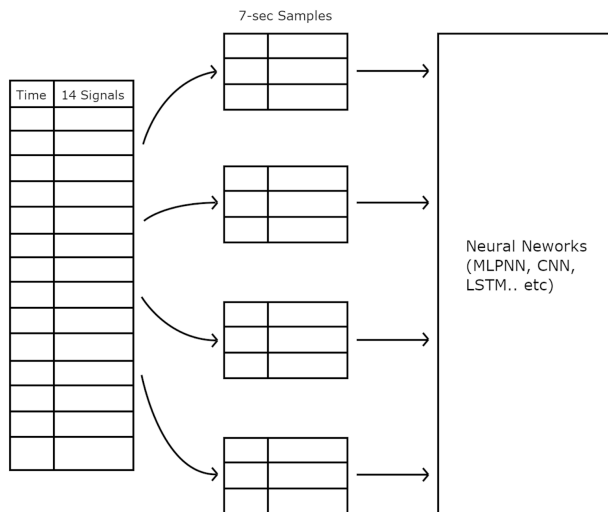 7-sec Samples
Time
14 Signals
Neural Neworks
(MLPNN, CNN,
LSTM.. etc)